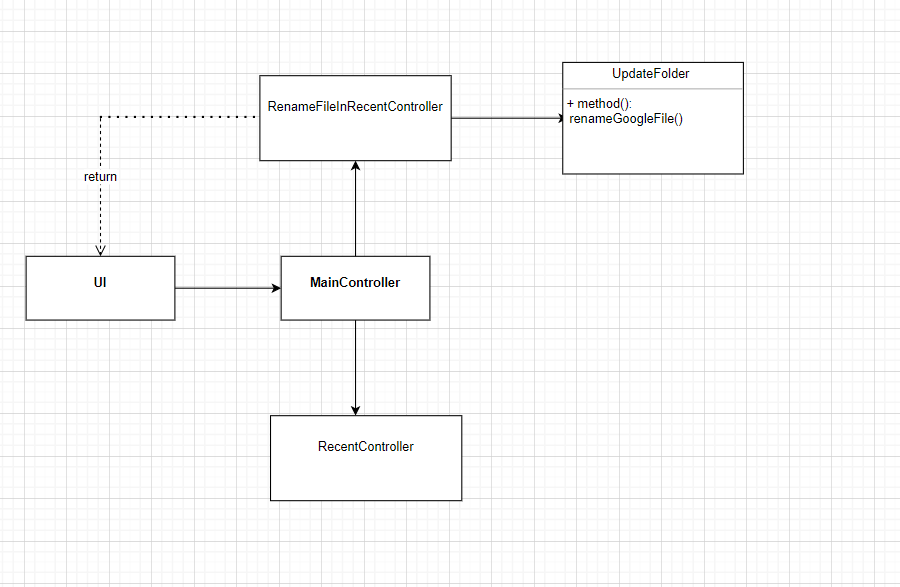 UpdateFolder
RenameFileInRecentController
+ method():
renameGoogleFile()
return
UI
MainController
RecentController